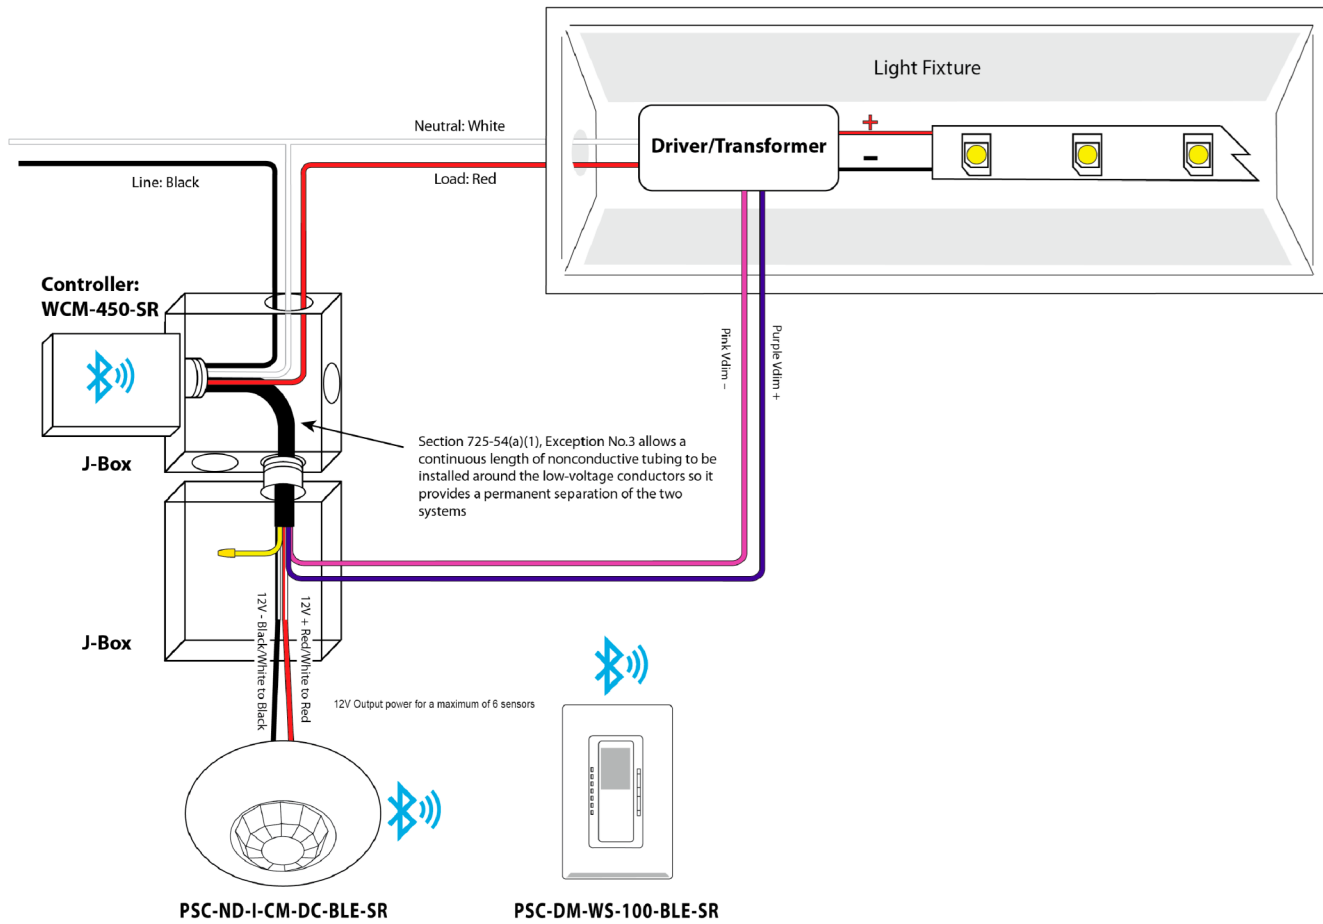 Light Fixture
Neutral: White
Driver/Transformer
+
-
Line: Black
Load: Red
Controller:
WCM-450-SR
Pink Vdim –
Purple Vdim +
J-Box
Section 725-54(a)(1), Exception No.3 allows a
continuous length of nonconductive tubing to be
installed around the low-voltage conductors so it
provides a permanent separation of the two
systems
J-Box
12V - Black/White to Black
12V + Red/White to Red
12V Output power for a maximum of 6 sensors
PSC-ND-I-CM-DC-BLE-SR
PSC-DM-WS-100-BLE-SR